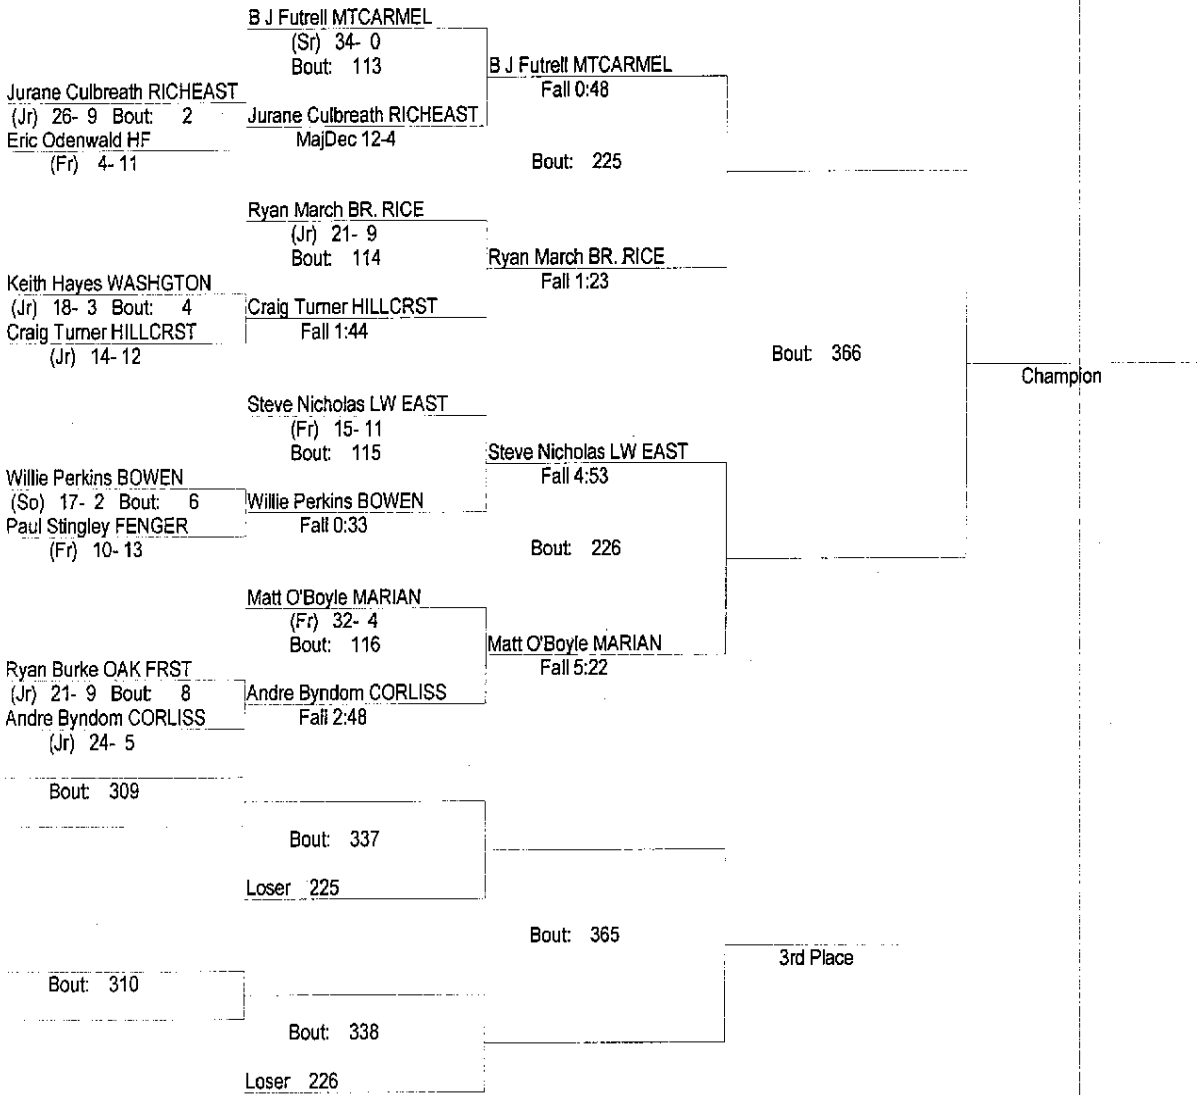 B J Futrell MTCARMEL
(Sr) 34- 0
Bout: 113
B J Futrell MTCARMEL
Fall 0:48
Jurane Culbreath RICHEAST
(Jr) 26- 9 Bout: 2
Eric Odenwald HF
(Fr) 4- 11
Jurane Culbreath RICHEAST
MajDec 12-4
Bout: 225
Ryan March BR. RICE
(Jr) 21- 9
Bout: 114
Ryan March BR. RICE
Fall 1:23
Keith Hayes WASHGTON
(Jr) 18- 3 Bout: 4
Craig Turner HILLCRST
(Jr) 14- 12
Craig Turner HILLCRST
Fall 1:44
Bout: 366
Champion
Steve Nicholas LW EAST
(Fr) 15- 11
Bout: 115
Steve Nicholas LW EAST
Fall 4:53
Willie Perkins BOWEN
(So) 17- 2 Bout: 6
Paul Stingley FENGER
(Fr) 10- 13
Willie Perkins BOWEN
Fall 0:33
Bout: 226
Matt O'Boyle MARIAN
(Fr) 32- 4
Bout: 116
Matt O'Boyle MARIAN
Fall 5:22
Ryan Burke OAK FRST
(Jr) 21- 9 Bout: 8
Andre Byndom CORLISS
(Jr) 24- 5
Andre Byndom CORLISS
Fall 2:48
Bout: 309
Bout: 337
Loser 225
Bout: 365
3rd Place
Bout: 310
Bout: 338
Loser 226